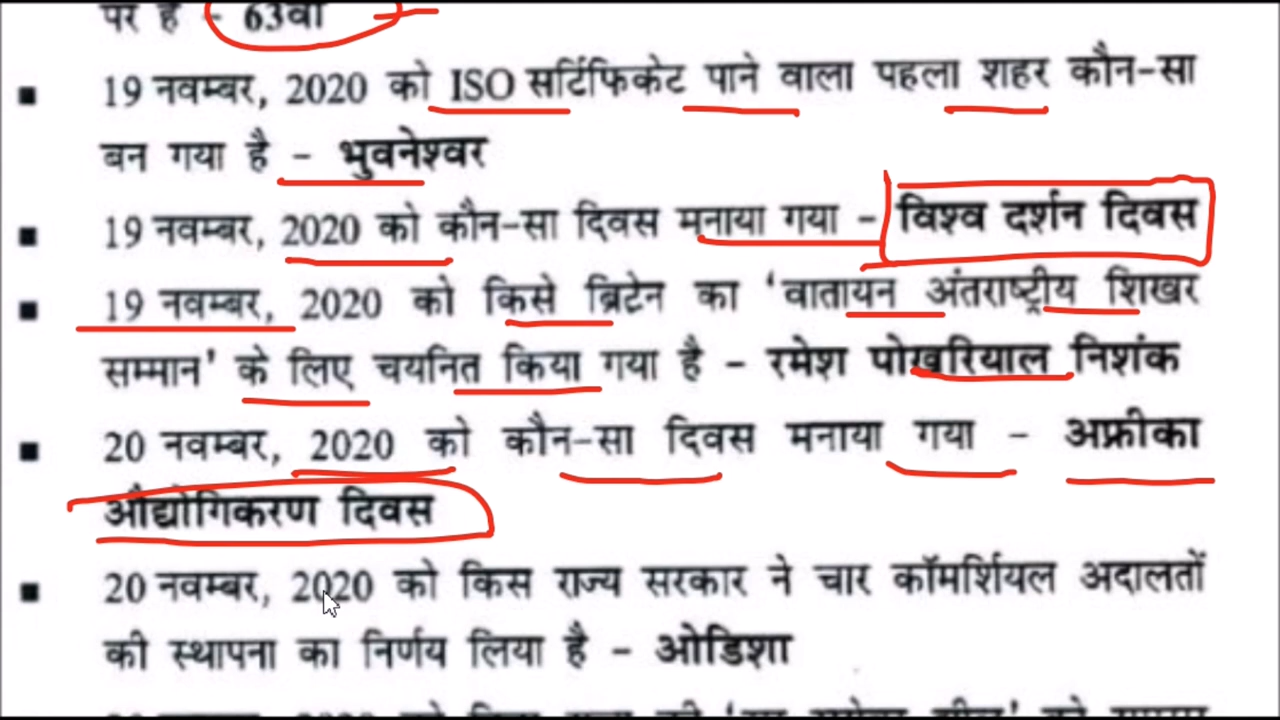 पर है - 63वां
19 नवम्बर, 2020 को ISO सर्टिफिकेट पाने वाला पहला शहर कौन-सा
बन गया है - भुवनेश्वर
19 नवम्बर, 2020 को कौन-सा दिवस मनाया गया - विश्व दर्शन दिवस
19 नवम्बर, 2020 को किसे ब्रिटेन का ‘वातायन अंतराष्ट्रीय शिखर
सम्मान’ के लिए चयनित किया गया है - रमेश पोखरियाल निशंक
20 नवम्बर, 2020 को कौन-सा दिवस मनाया गया - अफ्रीका
औद्योगिकरण दिवस
20 नवम्बर, 2020 को किस राज्य सरकार ने चार कॉमर्शियल अदालतों
की स्थापना का निर्णय लिया है - ओडिशा